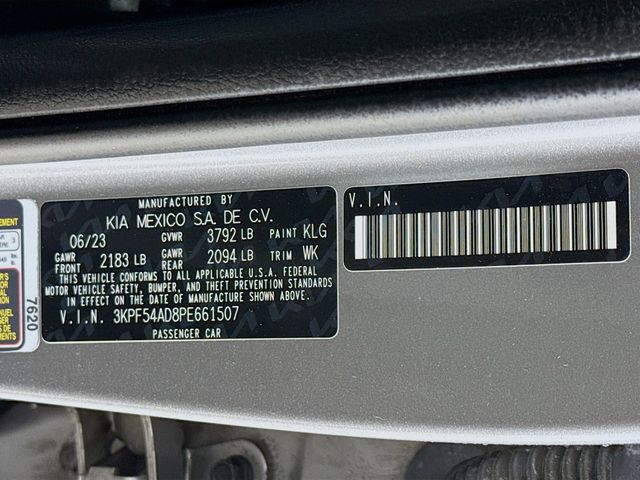 MANUFACTURED BY
KIA MEXICO S.A. DE C.V.
06/23 GVWR 3792 LB PAINT KLG
GAWR FRONT 2183 LB GAWR REAR 2094 LB TRIM WK
THIS VEHICLE CONFORMS TO ALL APPLICABLE U.S.A. FEDERAL
MOTOR VEHICLE SAFETY, BUMPER, AND THEFT PREVENTION STANDARDS
IN EFFECT ON THE DATE OF MANUFACTURE SHOWN ABOVE.
V.I.N. 3KPF54AD8PE661507
PASSENGER CAR
V.I.N.
7620